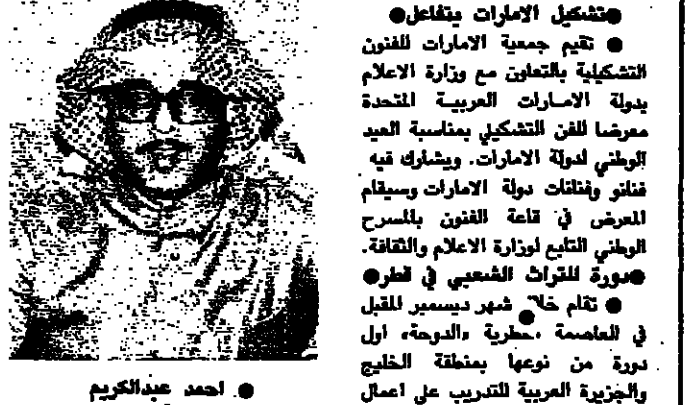 ●تشكيل الامارات يتفاعل●
● تقيم جمعية الامارات للفنون
التشكيلية بالتعاون مع وزارة الاعلام
بدولة الامارات العربية المتحدة
معرضا للفن التشكيلي بمناسبة العيد
الوطني لدولة الامارات. ويشارك فيه
فنانو وفنانات دولة الامارات وسيقام
المعرض في قاعة الفنون بالمسرح
الوطني التابع لوزارة الاعلام والثقافة.
●دورة للتراث الشعبي في قطر●
● تقام خلال شهر ديسمبر المقبل
في العاصمة القطرية «الدوحة» اول
دورة من نوعها بمنطقة الخليج
والجزيرة العربية للتدريب على اعمال
● احمد عبدالكريم